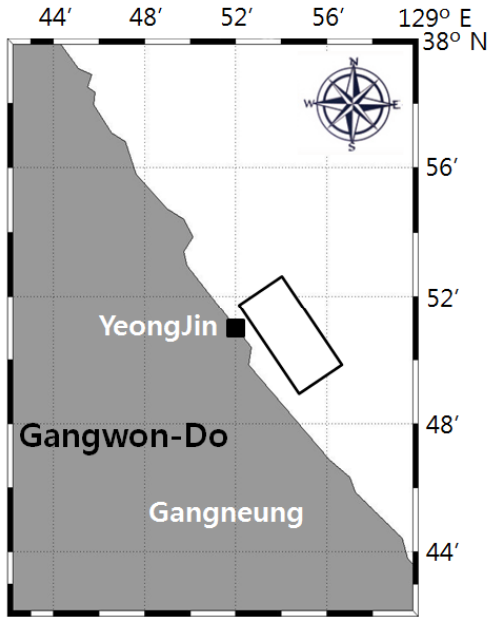 44′ 48′ 52′ 56′ 129° E
38° N
N
W E
S
56′
52′
YeongJin
48′
Gangwon-Do
Gangneung
44′